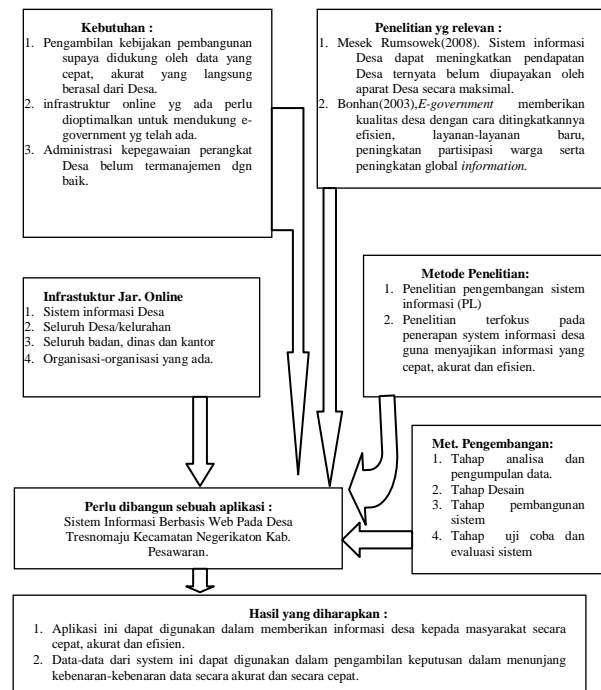 Kebutuhan :
1. Pengambilan kebijakan pembangunan
supaya didukung oleh data yang
cepat, akurat yang langsung
berasal dari Desa.
2. infrastruktur online yg ada perlu
dioptimalkan untuk mendukung e-
government yg telah ada.
3. Administrasi kepegawaian perangkat
Desa belum termanajemen dgn
baik.
Penelitian yg relevan :
1. Mesek Rumsowek(2008). Sistem informasi
Desa dapat meningkatkan pendapatan
Desa ternyata belum diupayakan oleh
aparat Desa secara maksimal.
2. Bonhan(2003),E-government memberikan
kualitas desa dengan cara ditingkatkannya
efisien, layanan-layanan baru,
peningkatan partisipasi warga serta
peningkatan global information.
Infrastuktur Jar. Online
1. Sistem informasi Desa
2. Seluruh Desa/kelurahan
3. Seluruh badan, dinas dan kantor
4. Organisasi-organisasi yang ada.
Metode Penelitian:
1. Penelitian pengembangan sistem
informasi (PL)
2. Penelitian terfokus pada
penerapan system informasi desa
guna menyajikan informasi yang
cepat, akurat dan efisien.
Met. Pengembangan:
1. Tahap analisa dan
pengumpulan data.
2. Tahap Desain
3. Tahap pembangunan
sistem
4. Tahap uji coba dan
evaluasi sistem
Perlu dibangun sebuah aplikasi :
Sistem Informasi Berbasis Web Pada Desa
Tresnomaju Kecamatan Negerikaton Kab.
Pesawaran.
Hasil yang diharapkan :
1. Aplikasi ini dapat digunakan dalam memberikan informasi desa kepada masyarakat secara
cepat, akurat dan efisien.
2. Data-data dari system ini dapat digunakan dalam pengambilan keputusan dalam menunjang
kebenaran-kebenaran data secara akurat dan secara cepat.